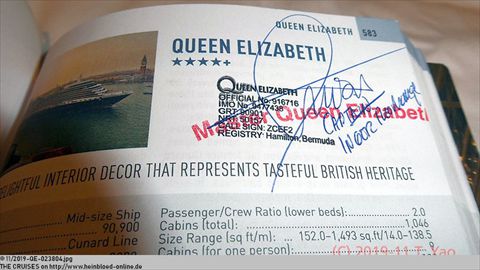 QUEEN ELIZABETH 583
QUEEN ELIZABETH
★★★★+
QUEEN ELIZABETH
OFFICIAL No. 916716
IMO No. 9477438
GRT 90901
CALL SIGN: ZCEF2
REGISTRY: Hamilton, Bermuda
Master Queen Elizabeth
DELIGHTFUL INTERIOR DECOR THAT REPRESENTS TASTEFUL BRITISH HERITAGE
Mid-size Ship
90,900
Cunard Line
Passenger/Crew Ratio (lower beds): 2.0
Cabins (total): 1,046
Size Range (sq ft/m): 152.0-1,493 sq.ft/14.0-138.5
Cabins (for one person):
(C) 2019-11 T. Yao
@11/2019-QE-023804.jpg
THE CRUISES on http://www.heinbloed-online.de